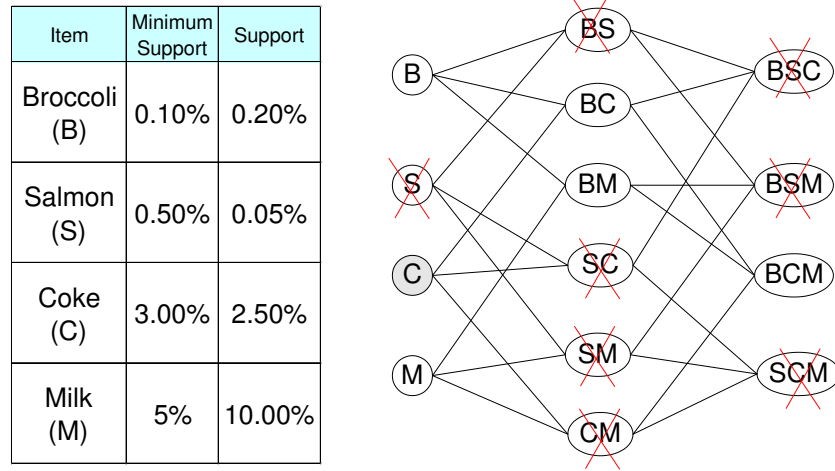 Item
Minimum
Support
Support
Broccoli
(B)
0.10%
0.20%
Salmon
(S)
0.50%
0.05%
Coke
(C)
3.00%
2.50%
Milk
(M)
5%
10.00%
B
S
C
M
BS
BC
BM
SC
SM
CM
BSC
BSM
BCM
SCM